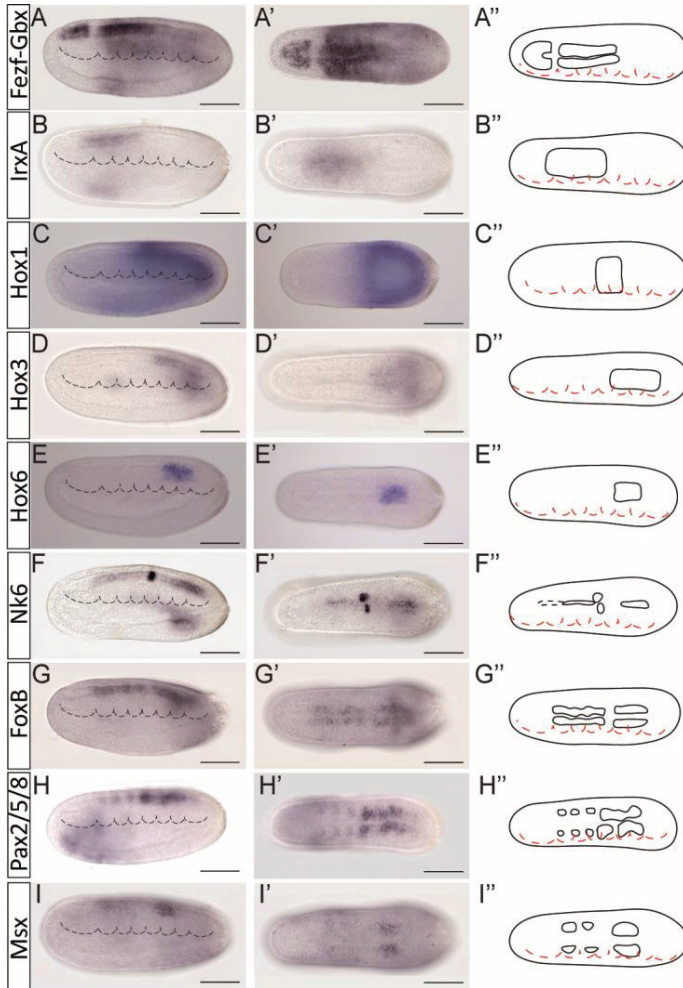 Fezf-Gbx
A
A'
A''
IrxA
B
B'
B''
Hox1
C
C'
C''
Hox3
D
D'
D''
Hox6
E
E'
E''
Nk6
F
F'
F''
FoxB
G
G'
G''
Pax2/5/8
H
H'
H''
Msx
I
I'
I''